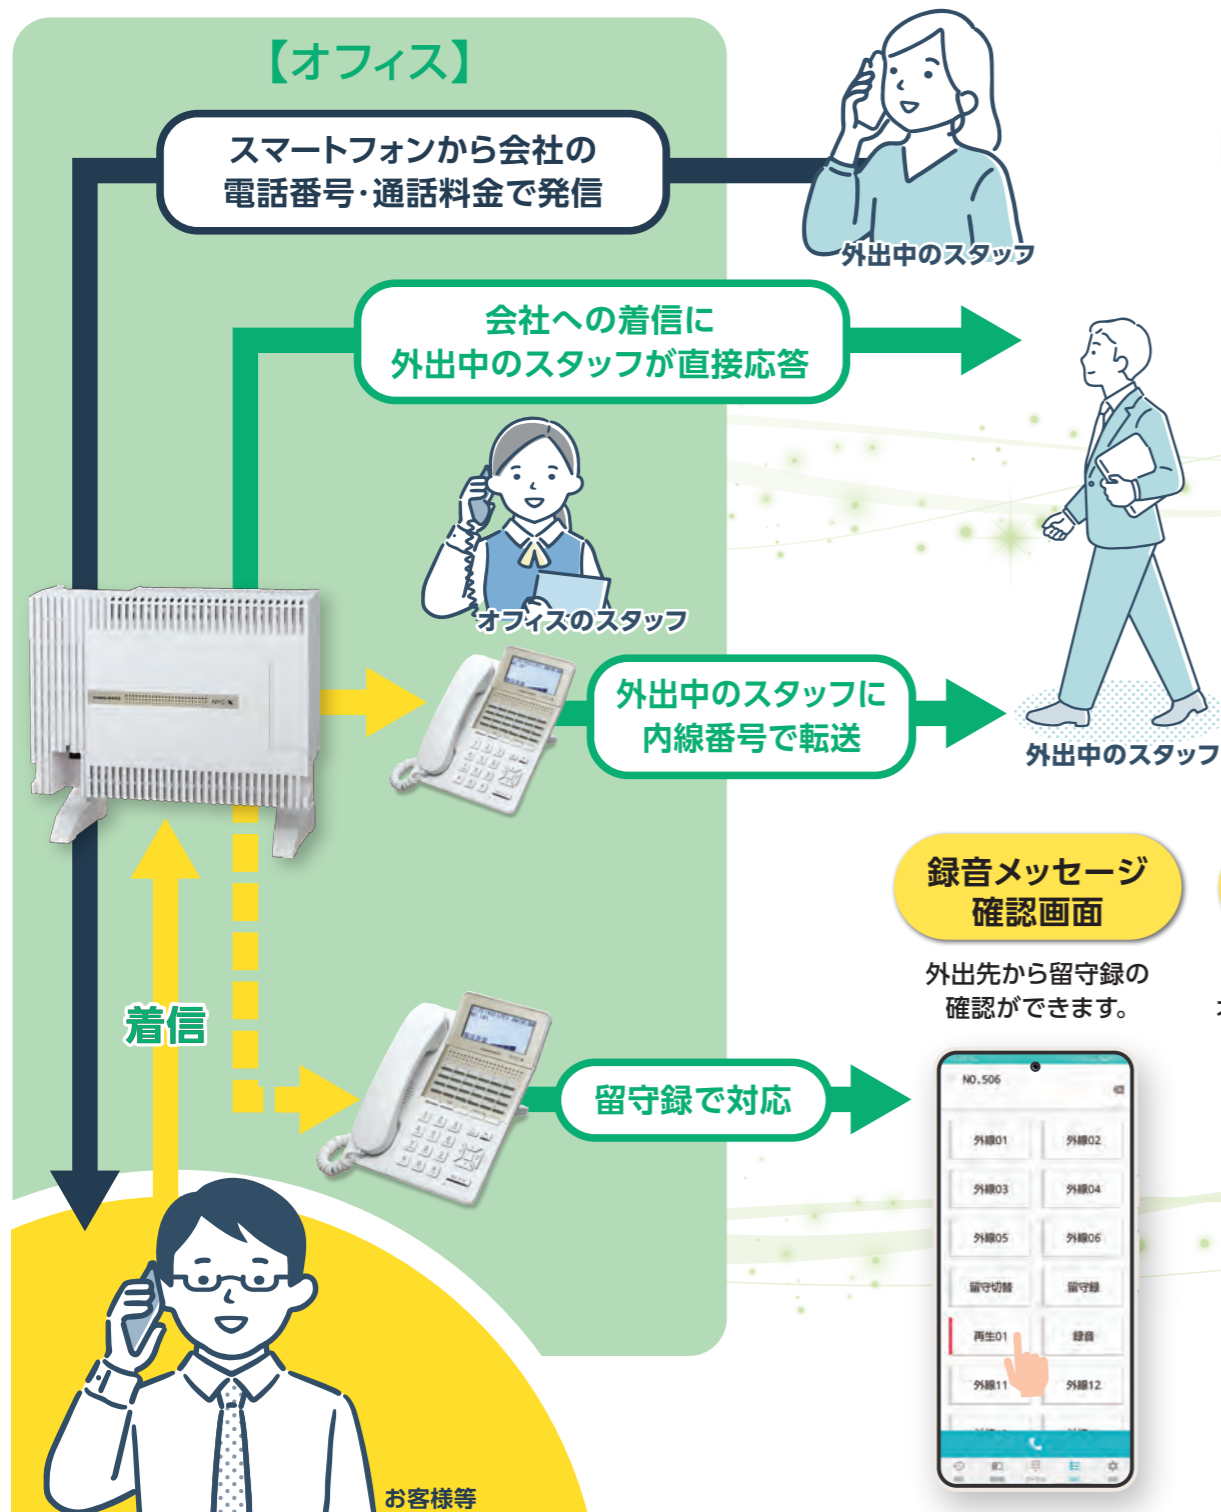 【オフィス】
スマートフォンから会社の
電話番号・通話料金で発信
外出中のスタッフ
会社への着信に
外出中のスタッフが直接応答
オフィスのスタッフ
外出中のスタッフに
内線番号で転送
外出中のスタッフ
録音メッセージ
確認画面
外出先から留守録の
確認ができます。
着信
留守録で対応
NO.506
外線01
外線02
外線03
外線04
外線05
外線06
留守切替
留守録
再生01
録音
外線11
外線12
お客様等